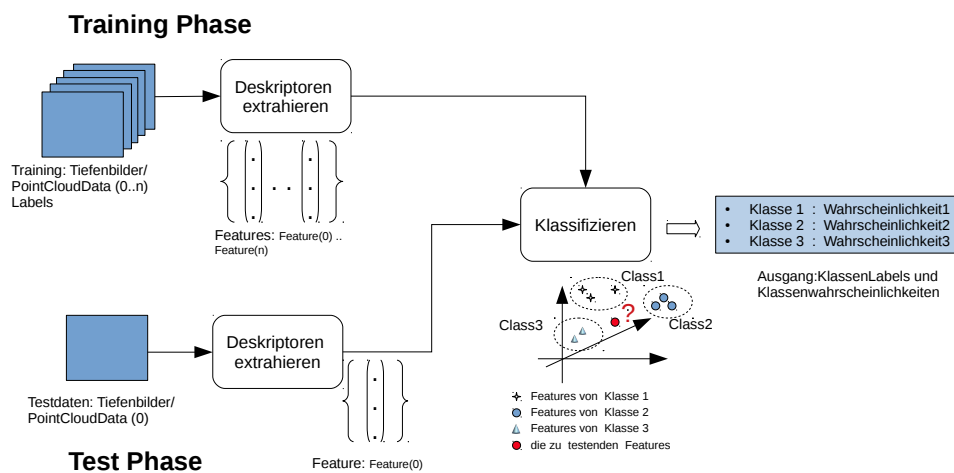 Training Phase
Deskriptoren
extrahieren
Training: Tiefenbilder/
PointCloudData (0..n)
Labels
Features: Feature(0) ..
Feature(n)
Klassifizieren
• Klasse 1 : Wahrscheinlichkeit1
• Klasse 2 : Wahrscheinlichkeit2
• Klasse 3 : Wahrscheinlichkeit3
Ausgang:KlassenLabels und
Klassenwahrscheinlichkeiten
Class1
?
Class3
Class2
Features von Klasse 1
Features von Klasse 2
Features von Klasse 3
die zu testenden Features
Deskriptoren
extrahieren
Testdaten: Tiefenbilder/
PointCloudData (0)
Feature: Feature(0)
Test Phase